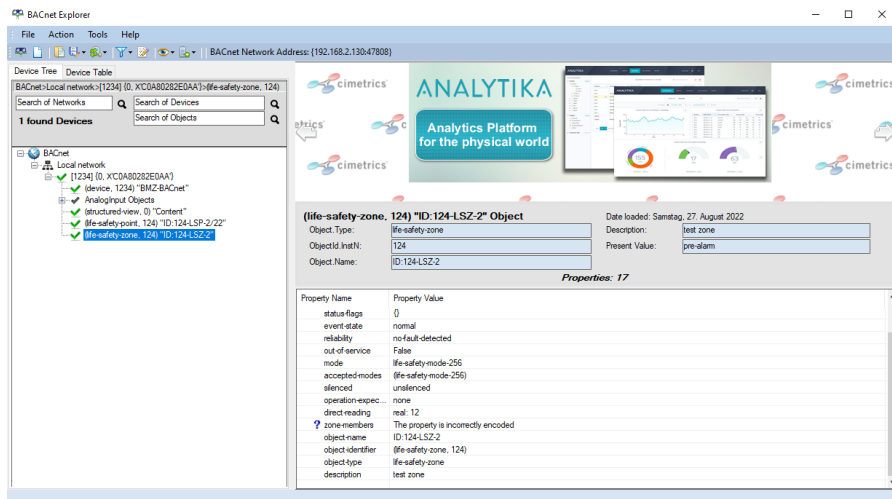 BACnet Explorer
File Action Tools Help
BACnet Network Address: {192.168.2.130:47808}
Device Tree Device Table
BACnet>Local network>[1234] {0, X'C0A80282E0AA'}>(life-safety-zone, 124)
Search of Networks
Search of Devices
1 found Devices
Search of Objects
BACnet
Local network
[1234] {0, X'C0A80282E0AA'}
(device, 1234) "BMZ-BACnet"
AnalogInput Objects
(structured-view, 0) "Content"
(life-safety-point, 124) "ID:124-LSP-2/22"
(life-safety-zone, 124) "ID:124-LSZ-2"
cimetrics
ANALYTIKA
Analytics Platform
for the physical world
cimetrics
cimetrics
cimetrics
cimetrics
155
17
63
(life-safety-zone, 124) "ID:124-LSZ-2" Object
Date loaded: Samstag, 27. August 2022
Object.Type: life-safety-zone
Description: test zone
ObjectId.InstN: 124
Present Value: pre-alarm
Object.Name: ID:124-LSZ-2
Properties: 17
Property Name Property Value
status-flags {}
event-state normal
reliability no-fault-detected
out-of-service False
mode life-safety-mode-256
accepted-modes (life-safety-mode-256)
silenced unsilenced
operation-expec... none
direct-reading real: 12
? zone-members The property is incorrectly encoded
object-name ID:124-LSZ-2
object-identifier (life-safety-zone, 124)
object-type life-safety-zone
description test zone